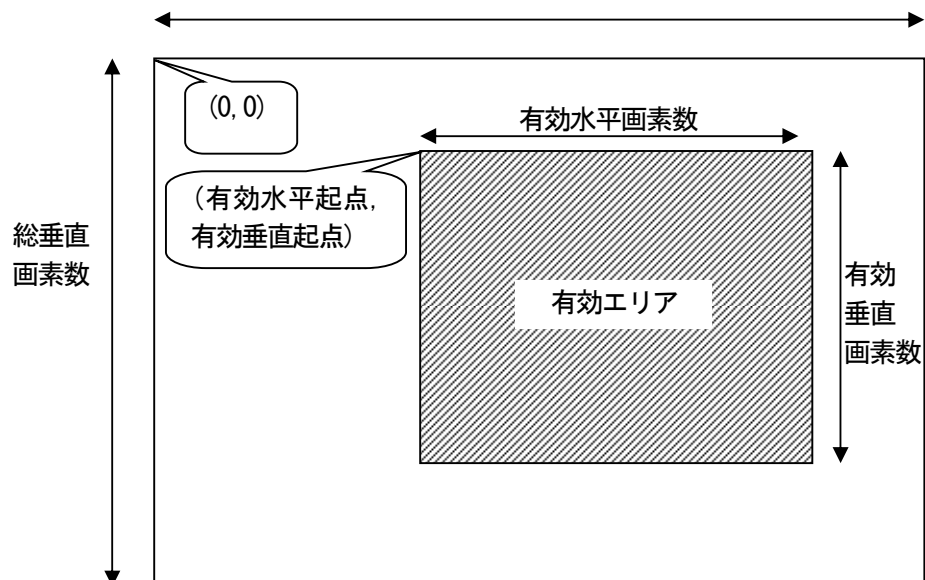 (0,0)
有効水平画素数
(有効水平起点,
有効垂直起点)
総垂直
画素数
有効エリア
有効
垂直
画素数